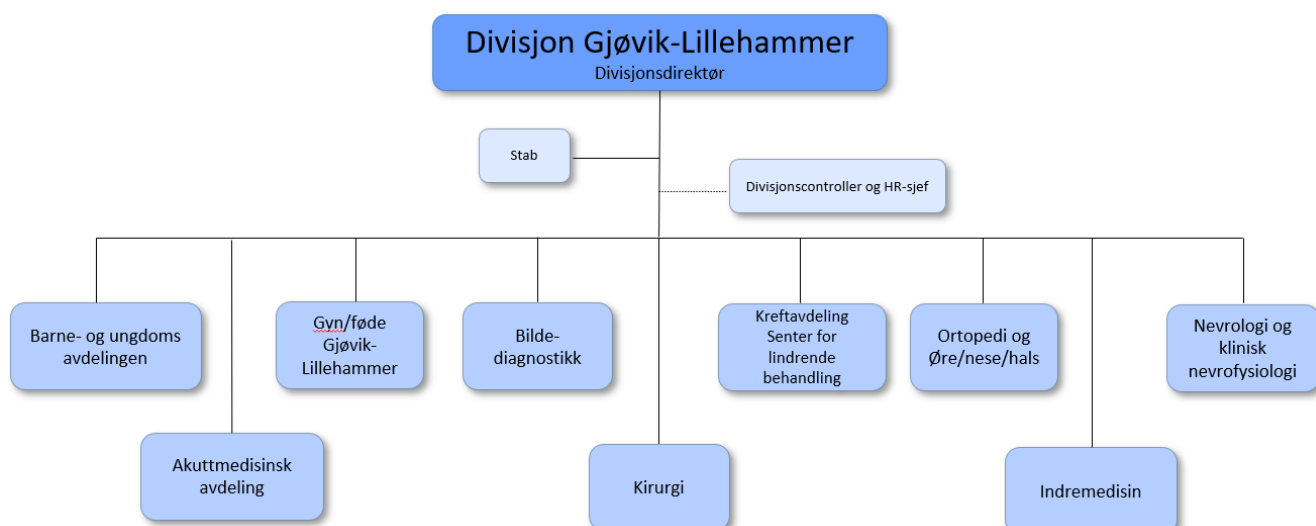 Divisjon Gjøvik-Lillehammer
Divisjonsdirektør
Stab
Divisjonscontroller og HR-sjef
Barne- og ungdoms
avdelingen
Gyn/føde
Gjøvik-
Lillehammer
Bilde-
diagnostikk
Kreftavdeling
Senter for
lindrende
behandling
Ortopedi og
Øre/nese/hals
Nevrologi og
klinisk
nevrofysiologi
Akuttmedisinsk
avdeling
Kirurgi
Indremedisin